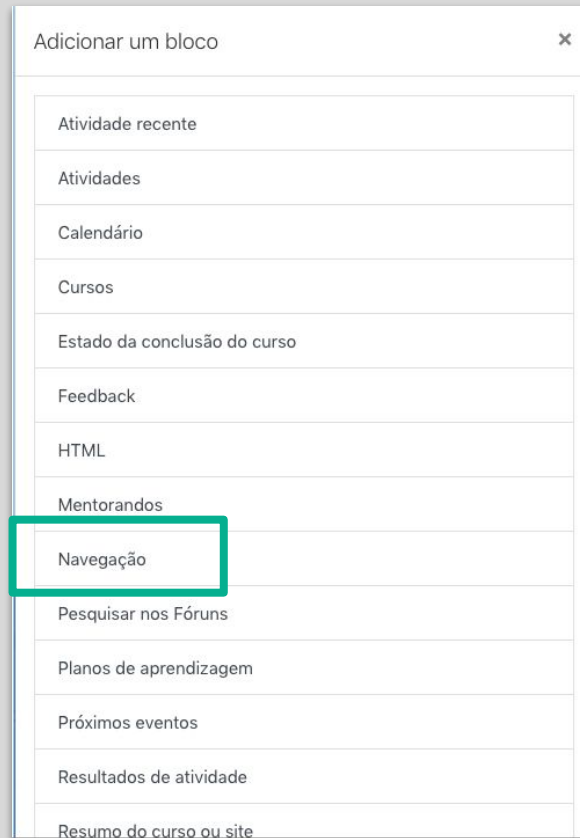 Adicionar um bloco ×
Atividade recente
Atividades
Calendário
Cursos
Estado da conclusão do curso
Feedback
HTML
Mentorandos
Navegação
Pesquisar nos Fóruns
Planos de aprendizagem
Próximos eventos
Resultados de atividade
Resumo do curso ou site